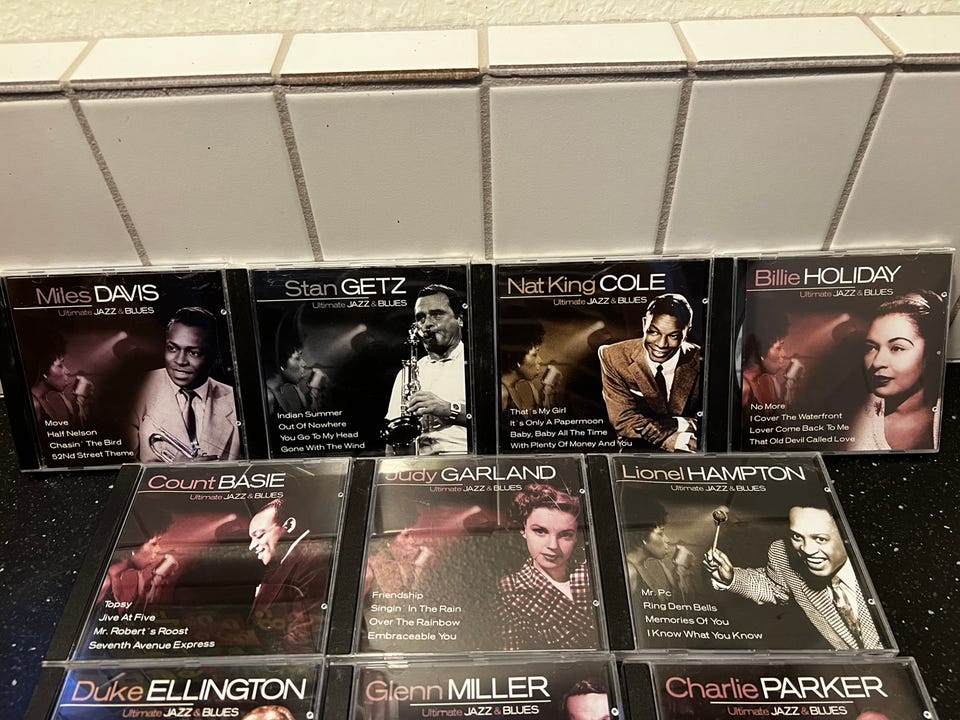 Miles DAVIS
Ultimate JAZZ & BLUES
Move
Half Nelson
Chasin´ The Bird
52Nd Street Theme
Stan GETZ
Ultimate JAZZ & BLUES
Indian Summer
Out Of Nowhere
You Go To My Head
Gone With The Wind
Nat King COLE
Ultimate JAZZ & BLUES
That´s My Girl
It´s Only A Papermoon
Baby, Baby All The Time
With Plenty Of Money And You
Billie HOLIDAY
Ultimate JAZZ & BLUES
No More
I Cover The Waterfront
Lover Come Back To Me
That Old Devil Called Love
Count BASIE
Ultimate JAZZ & BLUES
Topsy
Jive At Five
Mr. Robert´s Roost
Seventh Avenue Express
Judy GARLAND
Ultimate JAZZ & BLUES
Friendship
Singin´ In The Rain
Over The Rainbow
Embraceable You
Lionel HAMPTON
Ultimate JAZZ & BLUES
Mr. Pc
Ring Dem Bells
Memories Of You
I Know What You Know
Duke ELLINGTON
Ultimate JAZZ & BLUES
Glenn MILLER
Ultimate JAZZ & BLUES
Charlie PARKER
Ultimate JAZZ & BLUES